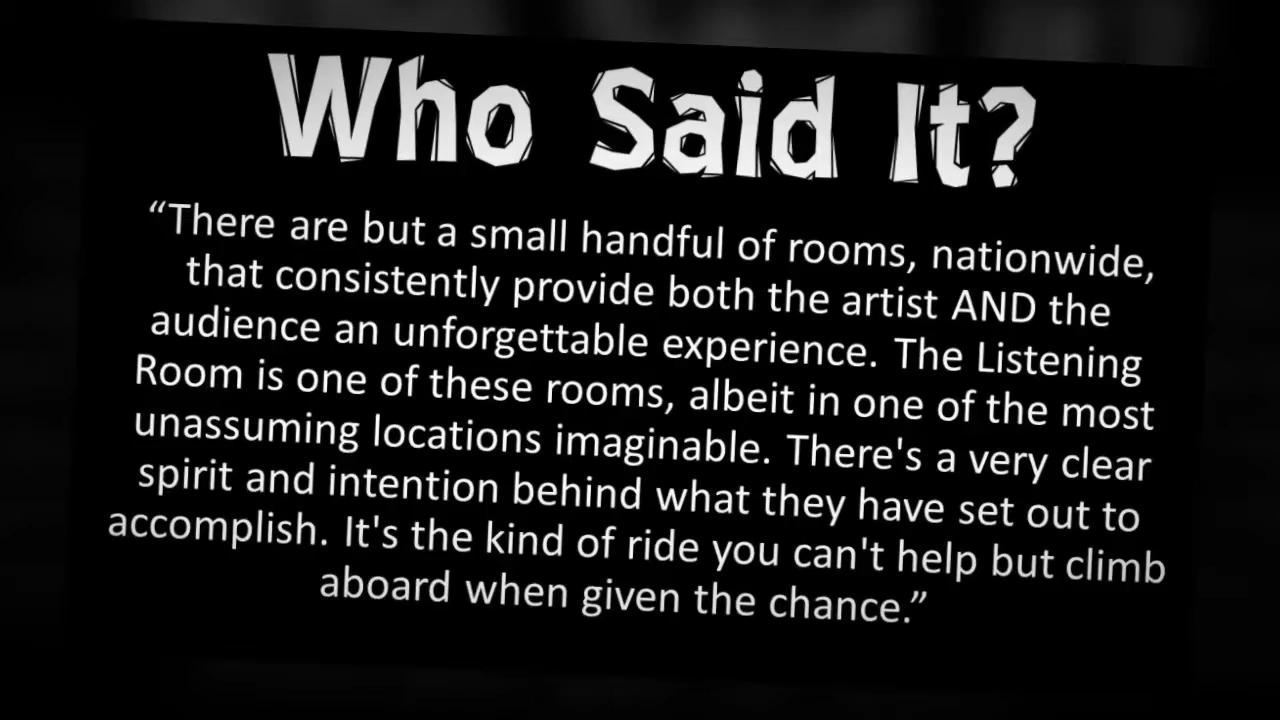 Who Said It?
“There are but a small handful of rooms, nationwide,
that consistently provide both the artist AND the
audience an unforgettable experience. The Listening
Room is one of these rooms, albeit in one of the most
unassuming locations imaginable. There's a very clear
spirit and intention behind what they have set out to
accomplish. It's the kind of ride you can't help but climb
aboard when given the chance.”